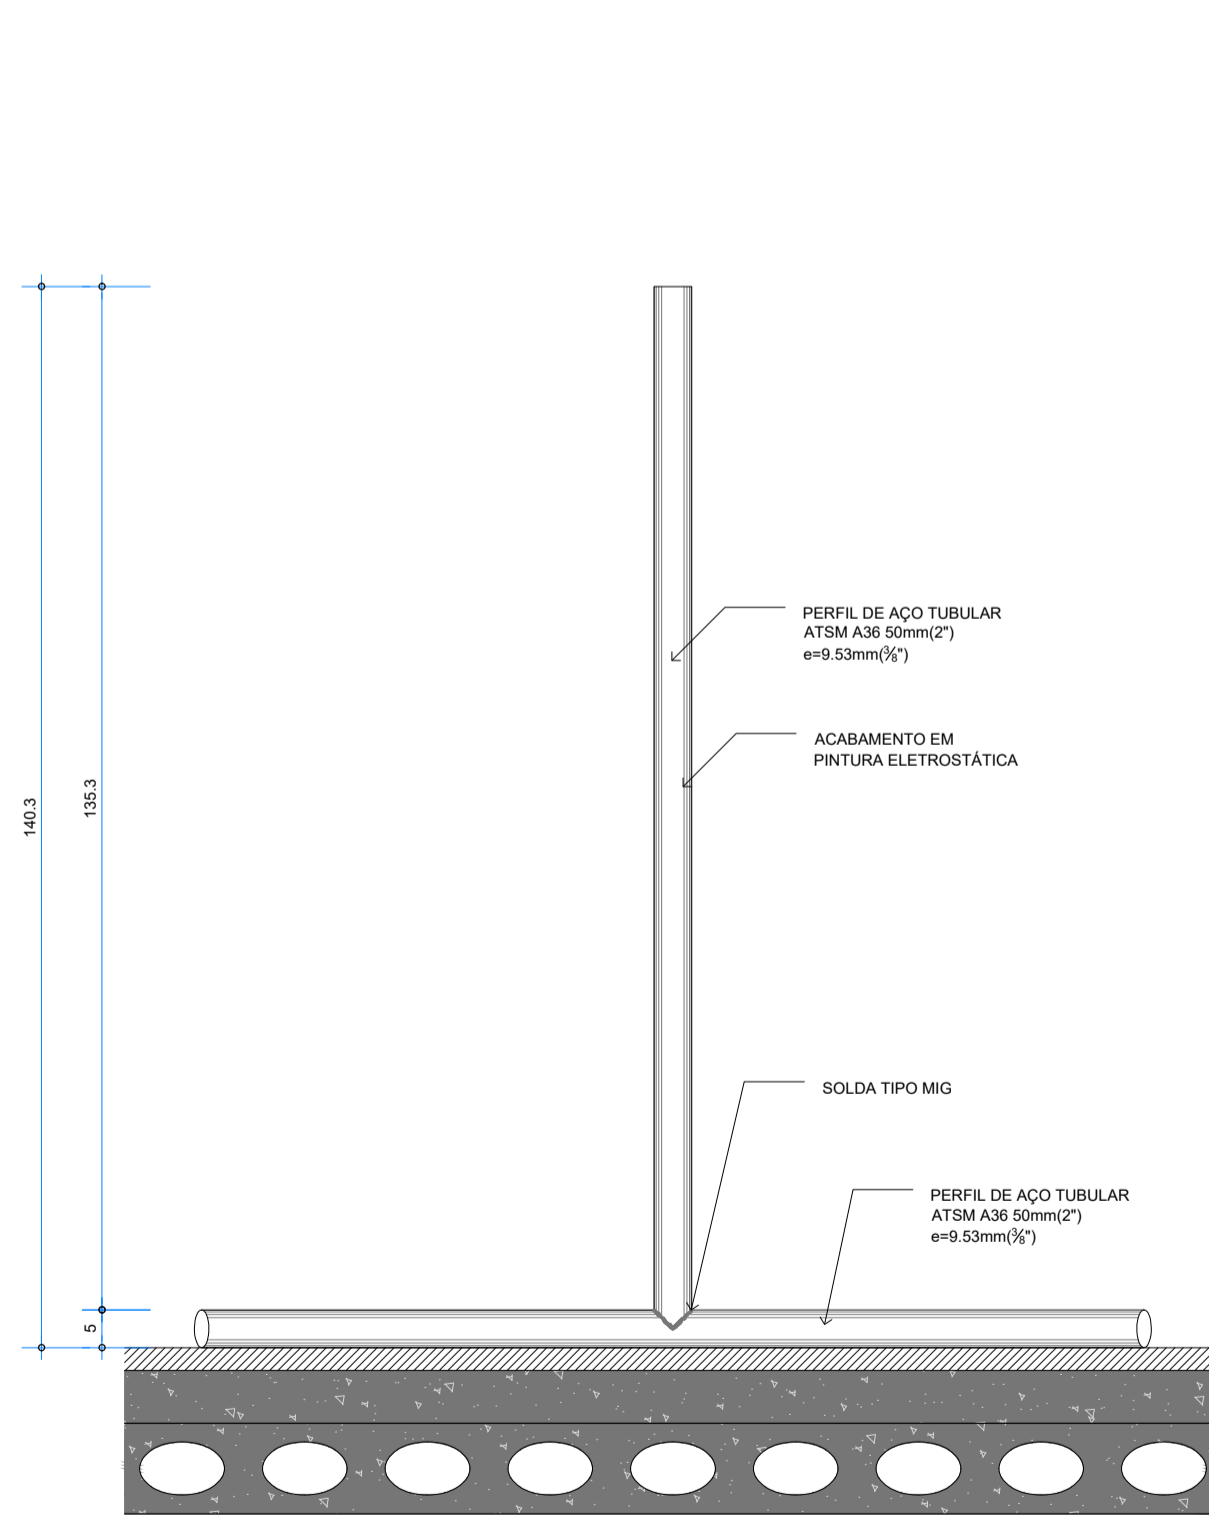 PERFIL DE AÇO TUBULAR
ATSM A36 50mm(2")
e=9.53mm(⅜")
ACABAMENTO EM
PINTURA ELETROSTÁTICA
140.3
135.3
SOLDA TIPO MIG
PERFIL DE AÇO TUBULAR
ATSM A36 50mm(2")
e=9.53mm(⅜")
5